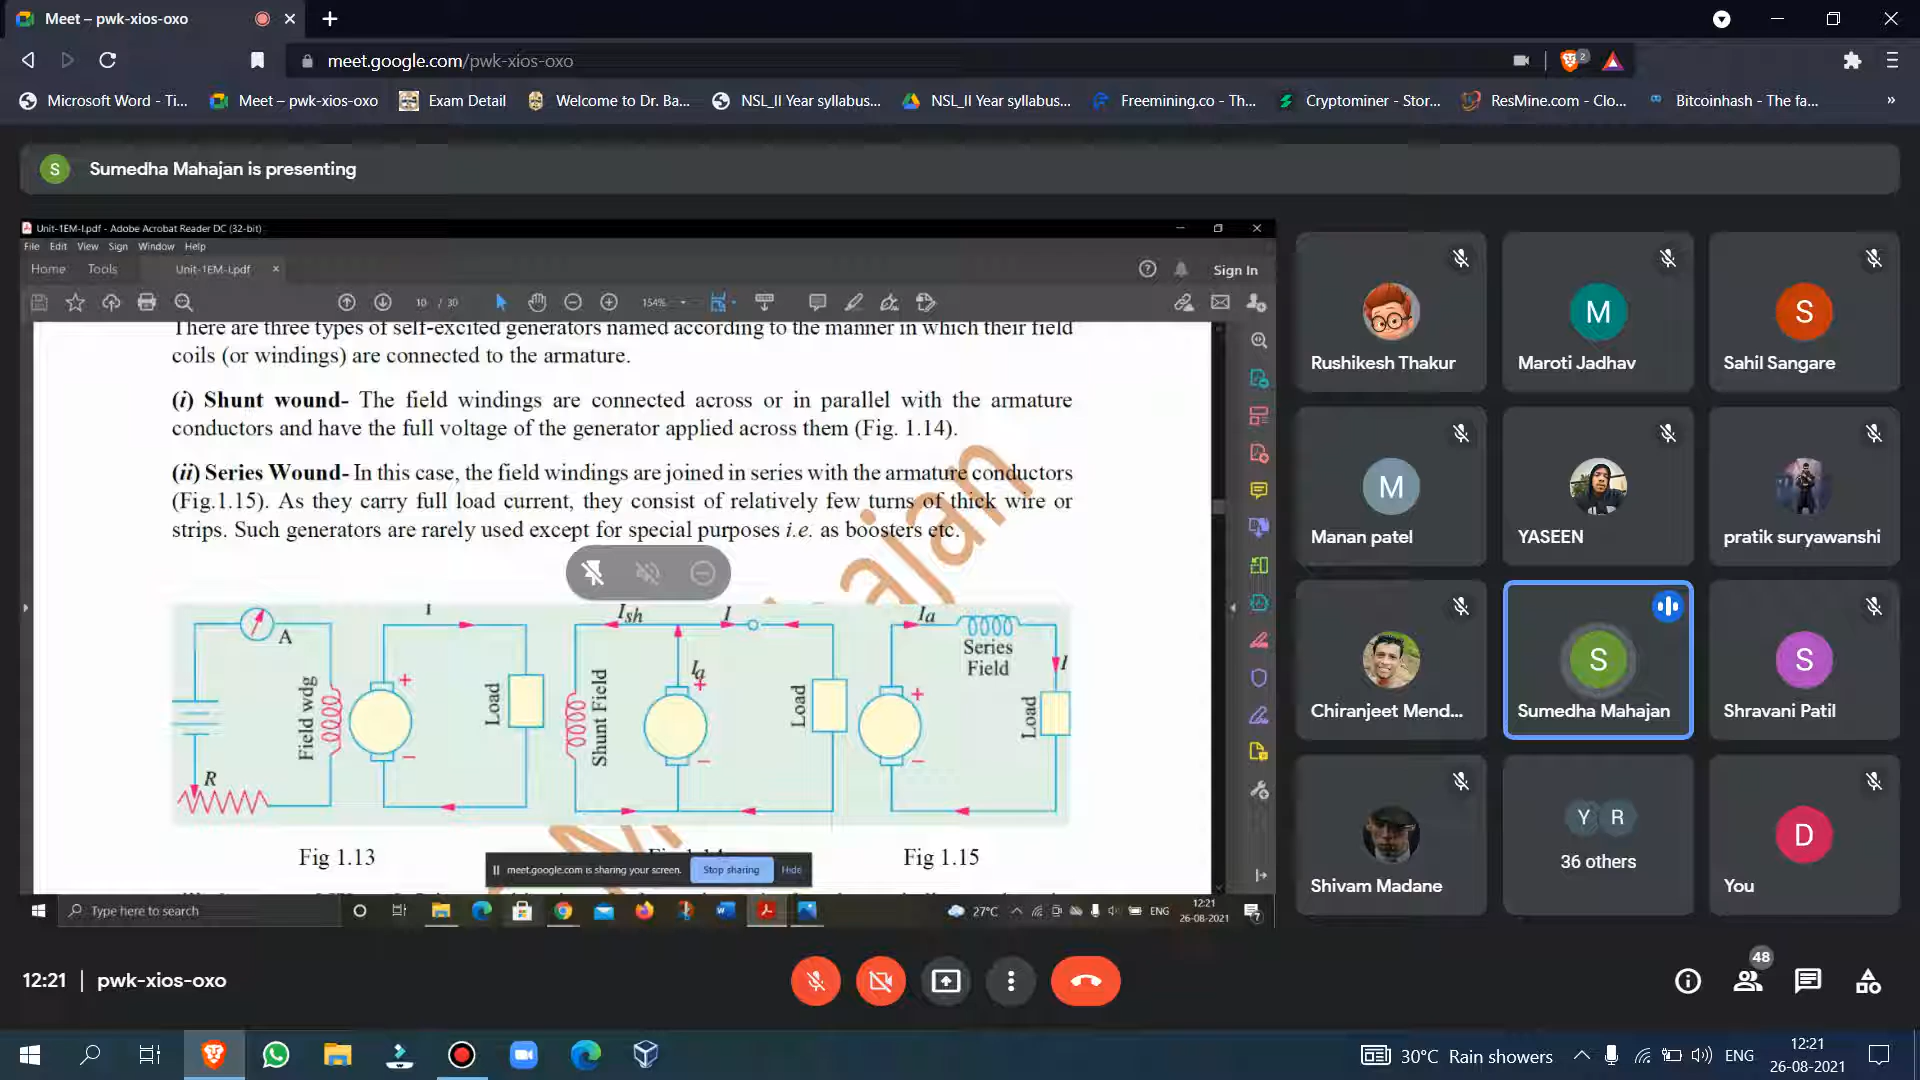 Meet – pwk-xios-oxo
meet.google.com/pwk-xios-oxo
2
Microsoft Word - Ti...
Meet – pwk-xios-oxo
Exam Detail
Welcome to Dr. Ba...
NSL_II Year syllabus...
NSL_II Year syllabus...
Freemining.co - Th...
Cryptominer - Stor...
ResMine.com - Clo...
Bitcoinhash - The fa...
»
S
Sumedha Mahajan is presenting
Unit-1EM-I.pdf - Adobe Acrobat Reader DC (32-bit)
File Edit View Sign Window Help
Home Tools Unit-1EM-I.pdf
Sign In
10 / 30
154%
There are three types of self-excited generators named according to the manner in which their field
coils (or windings) are connected to the armature.
(i) Shunt wound- The field windings are connected across or in parallel with the armature
conductors and have the full voltage of the generator applied across them (Fig. 1.14).
(ii) Series Wound- In this case, the field windings are joined in series with the armature conductors
(Fig.1.15). As they carry full load current, they consist of relatively few turns of thick wire or
strips. Such generators are rarely used except for special purposes i.e. as boosters etc.
A
Field wdg
R
I
+
−
Load
Ish
I
Ia
+
−
Shunt Field
Load
Ia
Series
Field
I
+
−
Load
Fig 1.13
Fig 1.15
meet.google.com is sharing your screen.
Stop sharing
Hide
Type here to search
27°C
ENG
12:21
26-08-2021
7
Rushikesh Thakur
M
Maroti Jadhav
S
Sahil Sangare
M
Manan patel
YASEEN
pratik suryawanshi
Chiranjeet Mend...
S
Sumedha Mahajan
S
Shravani Patil
Shivam Madane
Y R
36 others
D
You
12:21 | pwk-xios-oxo
48
30°C Rain showers
ENG
12:21
26-08-2021